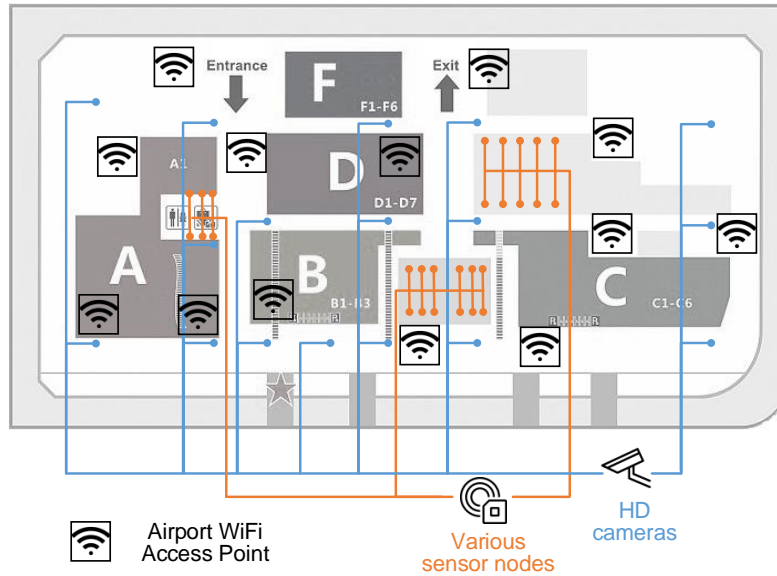 Entrance
Exit
F
F1-F6
A1
D
D1-D7
A
B
B1-B3
C
C1-C6
R R
R R
Airport WiFi
Access Point
Various
sensor nodes
HD
cameras